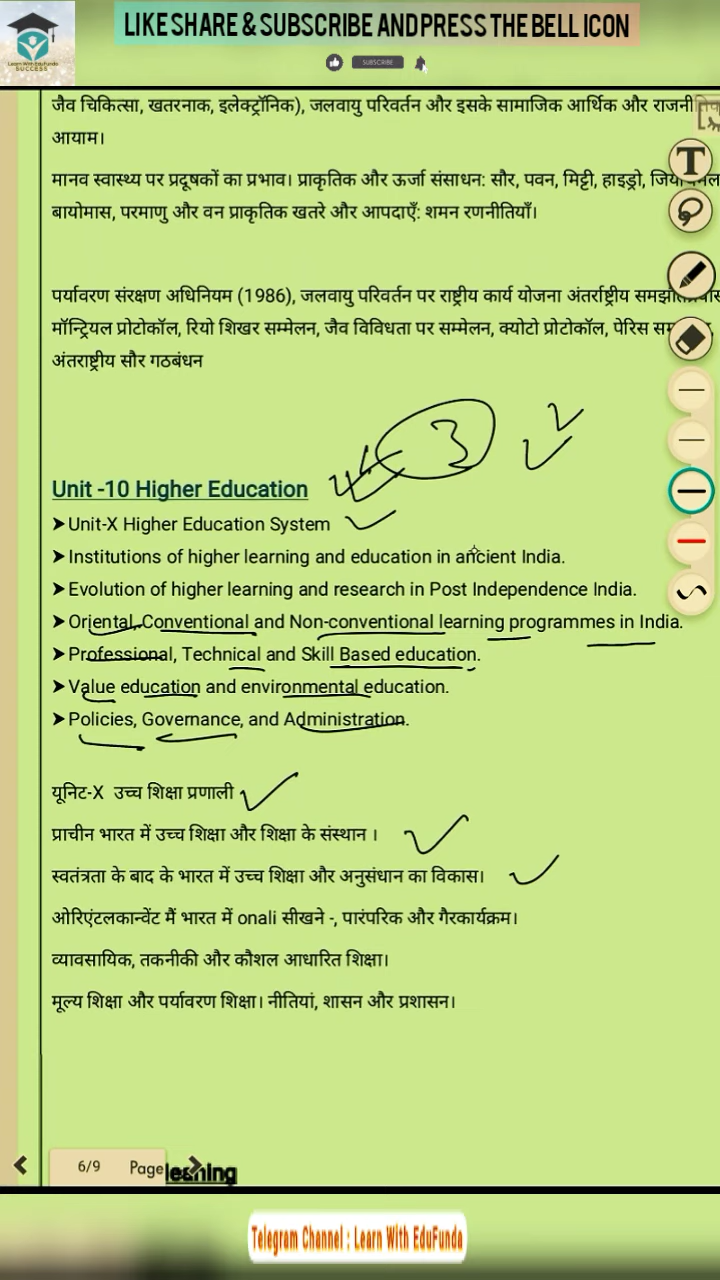 LIKE SHARE & SUBSCRIBE AND PRESS THE BELL ICON
Learn With EduFunda
SUCCESS
SUBSCRIBE
जैव चिकित्सा, खतरनाक, इलेक्ट्रॉनिक), जलवायु परिवर्तन और इसके सामाजिक आर्थिक और
आयाम।
T
मानव स्वास्थ्य पर प्रदूषकों का प्रभाव। प्राकृतिक और ऊर्जा संसाधन: सौर, पवन, मिट्टी, हाइड्रो,
बायोमास, परमाणु और वन प्राकृतिक खतरे और आपदाएँ: शमन रणनीतियाँ।
पर्यावरण संरक्षण अधिनियम (1986), जलवायु परिवर्तन पर राष्ट्रीय कार्य योजना अंतर्राष्ट्रीय
मॉन्ट्रियल प्रोटोकॉल, रियो शिखर सम्मेलन, जैव विविधता पर सम्मेलन, क्योटो प्रोटोकॉल, पेरिस
अंतराष्ट्रीय सौर गठबंधन
3
Unit -10 Higher Education
➤Unit-X Higher Education System
➤Institutions of higher learning and education in ancient India.
➤Evolution of higher learning and research in Post Independence India.
➤Oriental, Conventional and Non-conventional learning programmes in India.
➤Professional, Technical and Skill Based education.
➤Value education and environmental education.
➤Policies, Governance, and Administration.
यूनिट-X उच्च शिक्षा प्रणाली
प्राचीन भारत में उच्च शिक्षा और शिक्षा के संस्थान ।
स्वतंत्रता के बाद के भारत में उच्च शिक्षा और अनुसंधान का विकास।
ओरिएंटलकान्वेंट मैं भारत में onali सीखने -, पारंपरिक और गैरकार्यक्रम।
व्यावसायिक, तकनीकी और कौशल आधारित शिक्षा।
मूल्य शिक्षा और पर्यावरण शिक्षा। नीतियां, शासन और प्रशासन।
6/9 Page
Telegram Channel : Learn With EduFunda